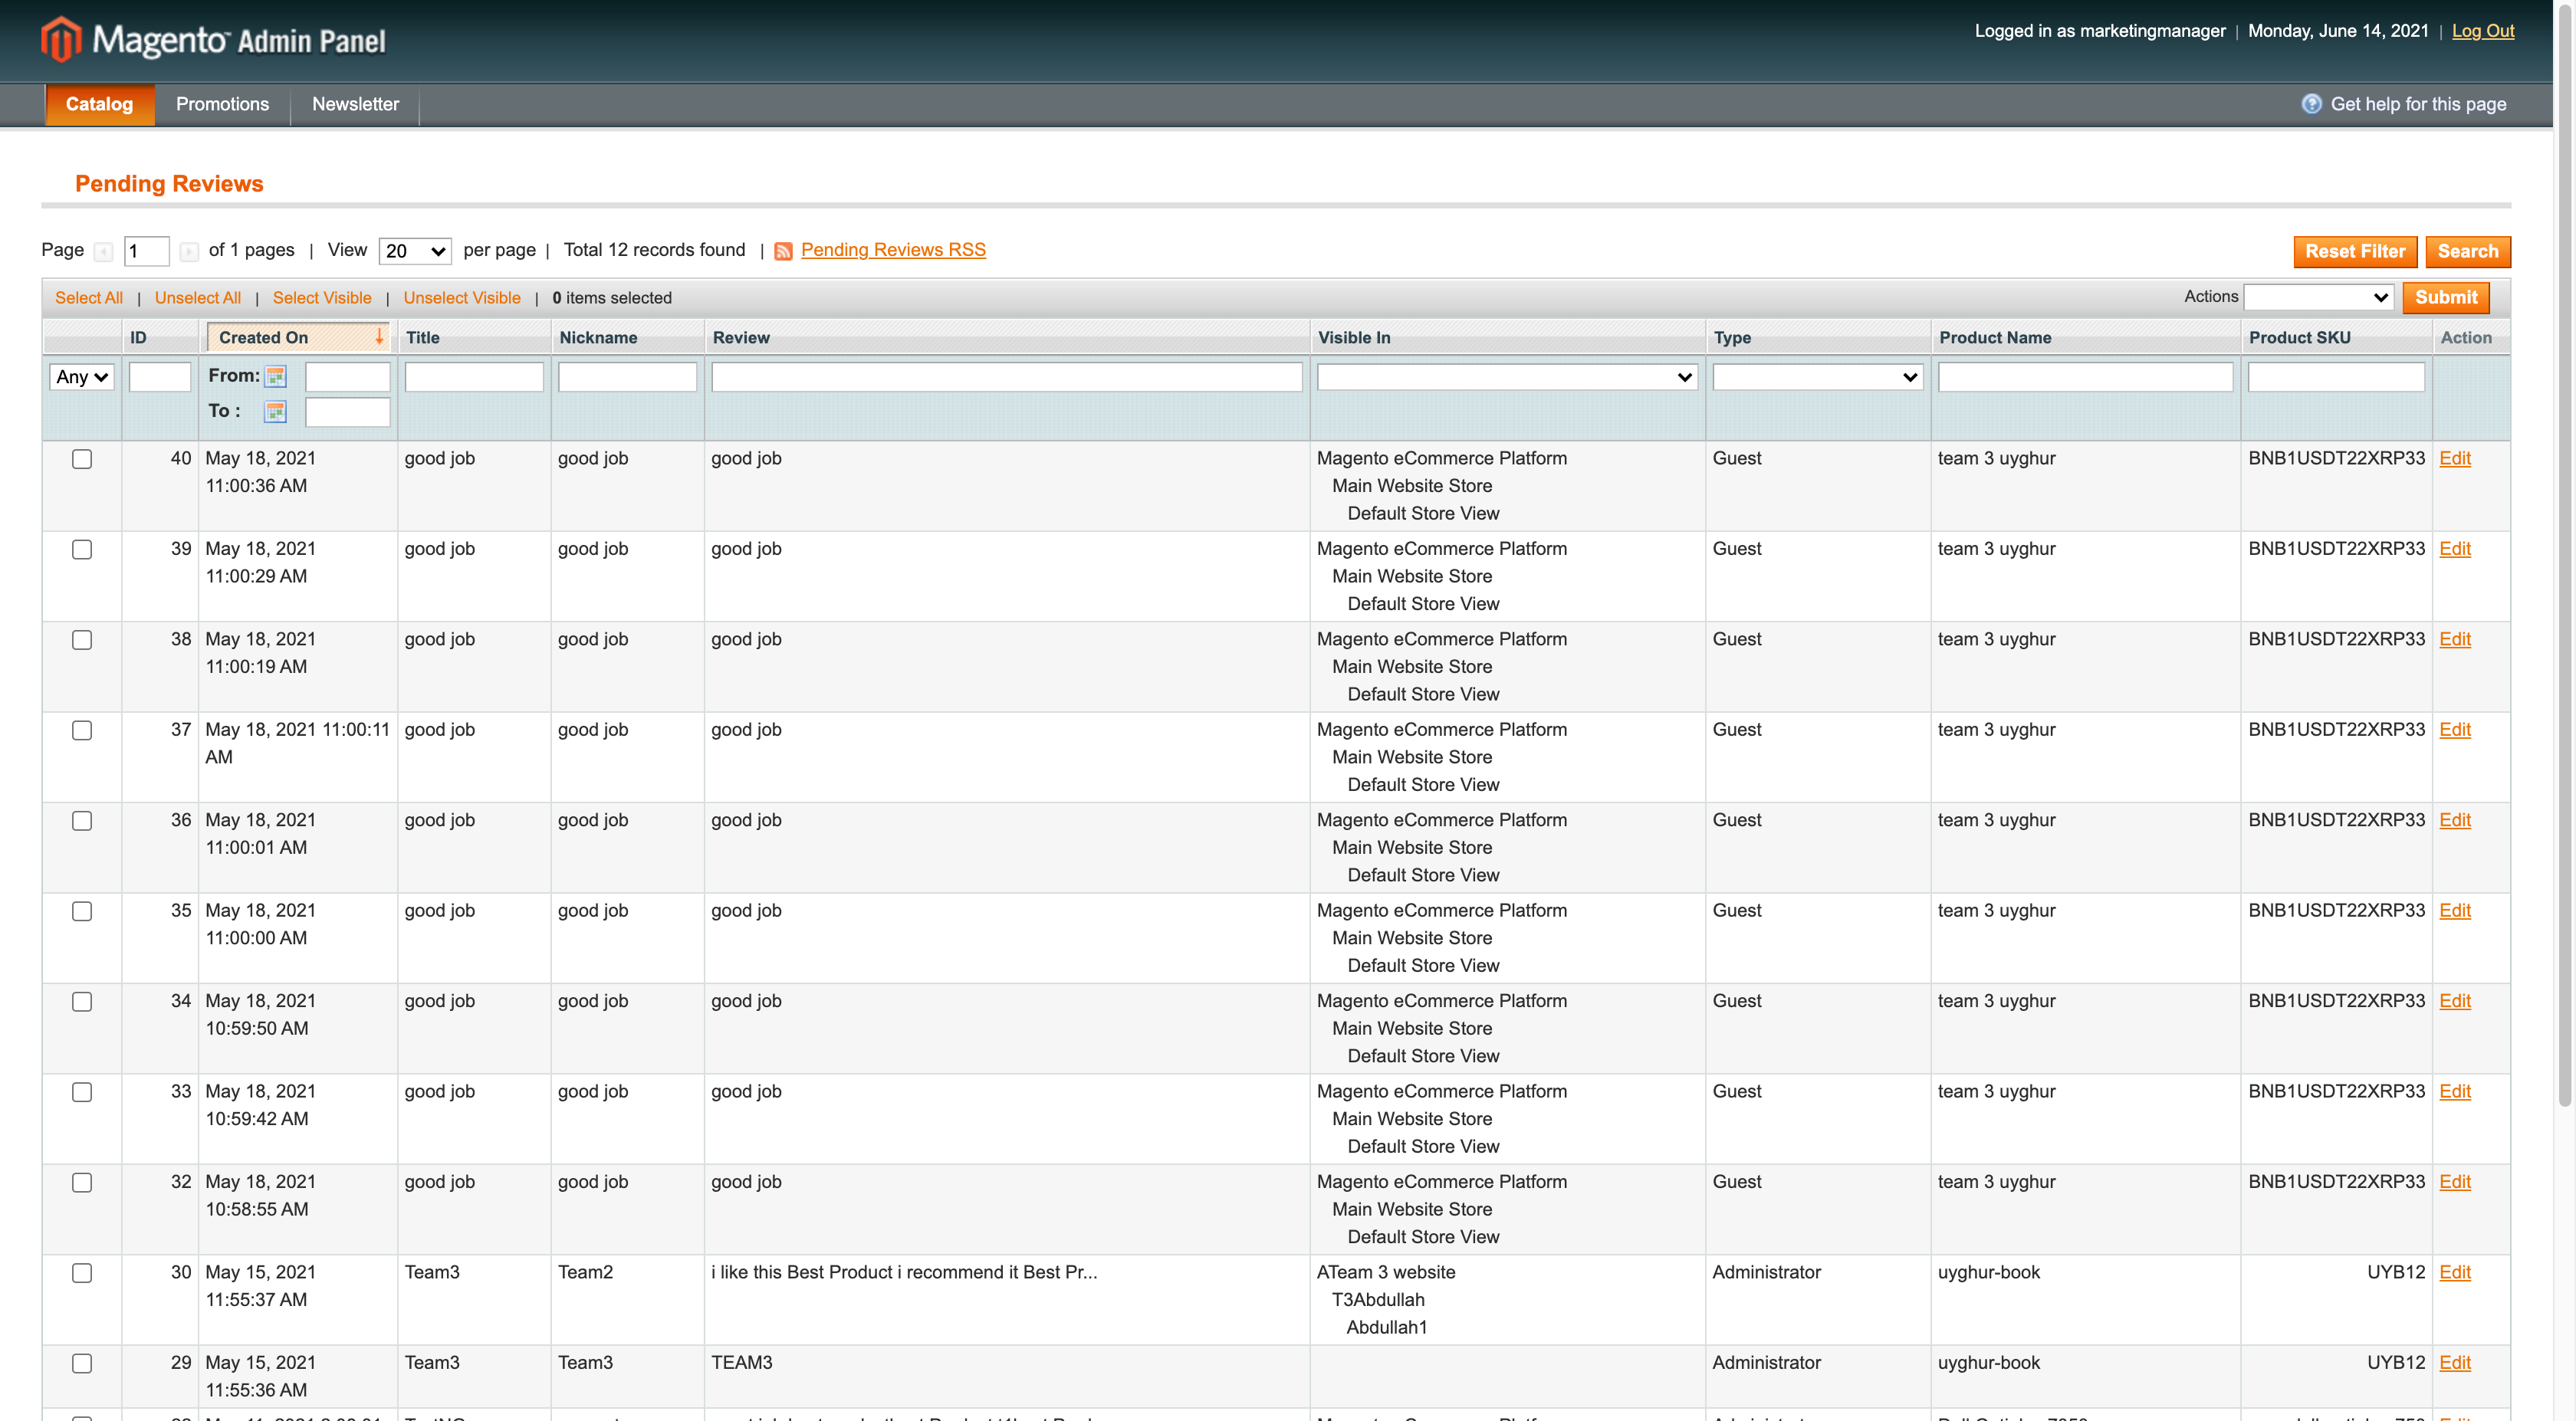 Magento™ Admin Panel
Logged in as marketingmanager | Monday, June 14, 2021 | Log Out
Catalog Promotions Newsletter Get help for this page
Pending Reviews
Page 1 of 1 pages | View 20 per page | Total 12 records found | Pending Reviews RSS Reset Filter Search
Select All | Unselect All | Select Visible | Unselect Visible | 0 items selected Actions Submit
ID Created On Title Nickname Review Visible In Type Product Name Product SKU Action
Any From:
To :
40 May 18, 2021 good job good job good job Magento eCommerce Platform Guest team 3 uyghur BNB1USDT22XRP33 Edit
11:00:36 AM Main Website Store
Default Store View
39 May 18, 2021 good job good job good job Magento eCommerce Platform Guest team 3 uyghur BNB1USDT22XRP33 Edit
11:00:29 AM Main Website Store
Default Store View
38 May 18, 2021 good job good job good job Magento eCommerce Platform Guest team 3 uyghur BNB1USDT22XRP33 Edit
11:00:19 AM Main Website Store
Default Store View
37 May 18, 2021 11:00:11 good job good job good job Magento eCommerce Platform Guest team 3 uyghur BNB1USDT22XRP33 Edit
AM Main Website Store
Default Store View
36 May 18, 2021 good job good job good job Magento eCommerce Platform Guest team 3 uyghur BNB1USDT22XRP33 Edit
11:00:01 AM Main Website Store
Default Store View
35 May 18, 2021 good job good job good job Magento eCommerce Platform Guest team 3 uyghur BNB1USDT22XRP33 Edit
11:00:00 AM Main Website Store
Default Store View
34 May 18, 2021 good job good job good job Magento eCommerce Platform Guest team 3 uyghur BNB1USDT22XRP33 Edit
10:59:50 AM Main Website Store
Default Store View
33 May 18, 2021 good job good job good job Magento eCommerce Platform Guest team 3 uyghur BNB1USDT22XRP33 Edit
10:59:42 AM Main Website Store
Default Store View
32 May 18, 2021 good job good job good job Magento eCommerce Platform Guest team 3 uyghur BNB1USDT22XRP33 Edit
10:58:55 AM Main Website Store
Default Store View
30 May 15, 2021 Team3 Team2 i like this Best Product i recommend it Best Pr... ATeam 3 website Administrator uyghur-book UYB12 Edit
11:55:37 AM T3Abdullah
Abdullah1
29 May 15, 2021 Team3 Team3 TEAM3 Administrator uyghur-book UYB12 Edit
11:55:36 AM